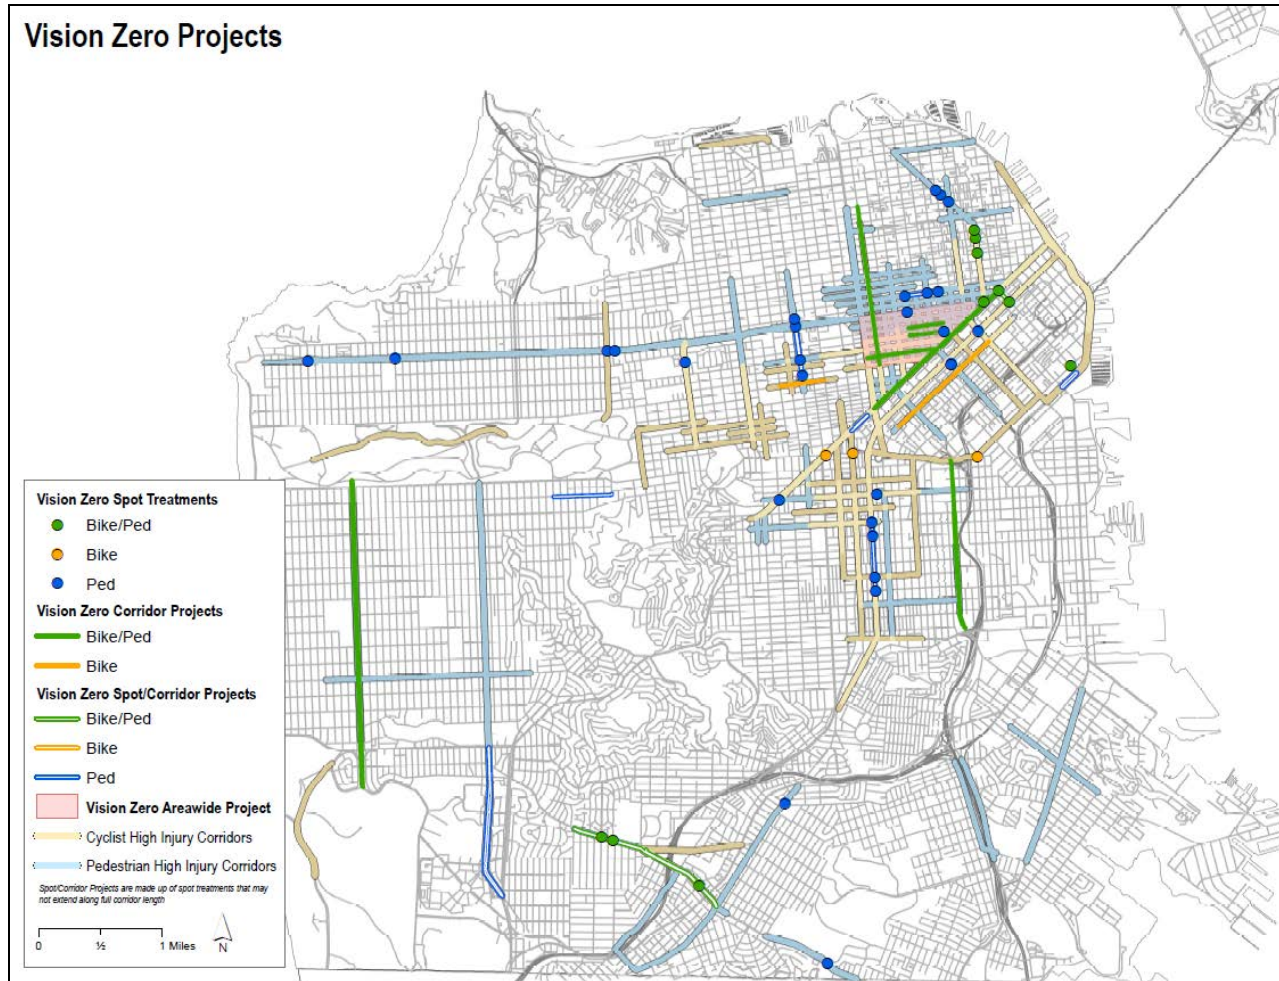 Vision Zero Projects
Vision Zero Spot Treatments
Bike/Ped
Bike
Ped
Vision Zero Corridor Projects
Bike/Ped
Bike
Vision Zero Spot/Corridor Projects
Bike/Ped
Bike
Ped
Vision Zero Areawide Project
Cyclist High Injury Corridors
Pedestrian High Injury Corridors
Spot/Corridor Projects are made up of spot treatments that may
not extend along full corridor length
0 ½ 1 Miles
N